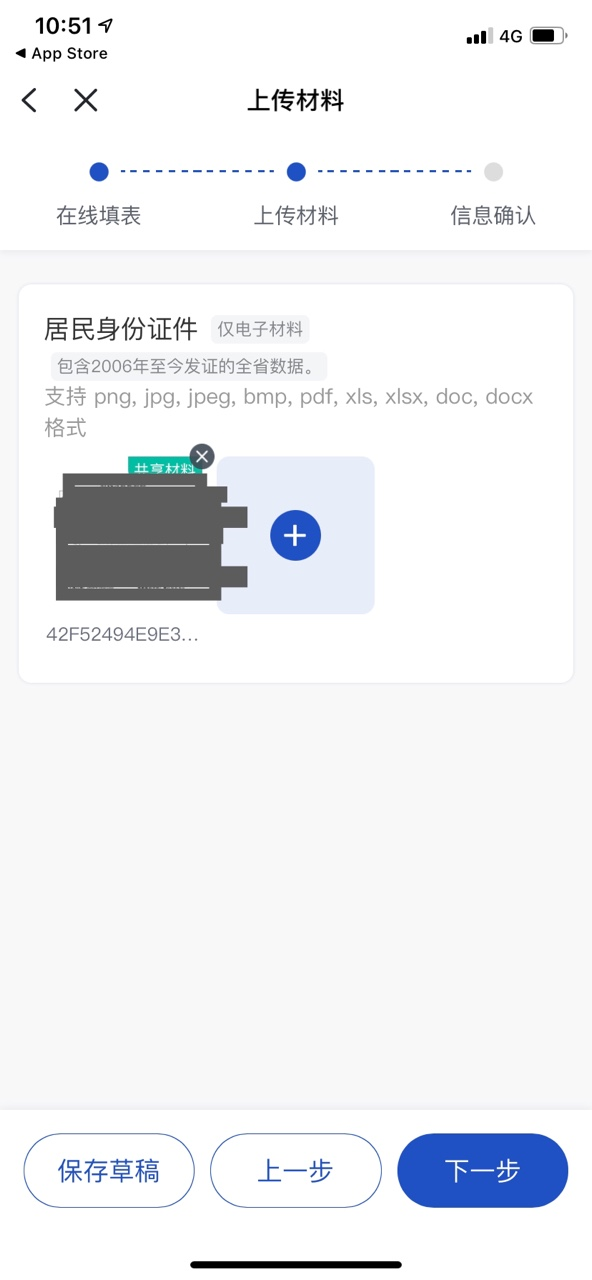 10:51
4G
◀ App Store
上传材料
在线填表
上传材料
信息确认
居民身份证件 仅电子材料
包含2006年至今发证的全省数据。
支持 png, jpg, jpeg, bmp, pdf, xls, xlsx, doc, docx
格式
共享材料
42F52494E9E3...
保存草稿
上一步
下一步